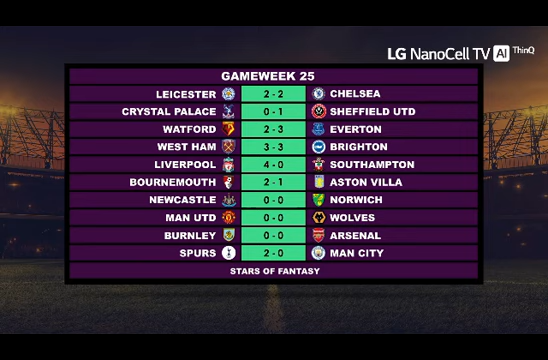 LG NanoCell TV AI ThinQ
GAMEWEEK 25
LEICESTER 2 - 2 CHELSEA
CRYSTAL PALACE 0 - 1 SHEFFIELD UTD
WATFORD 2 - 3 EVERTON
WEST HAM 3 - 3 BRIGHTON
LIVERPOOL 4 - 0 SOUTHAMPTON
BOURNEMOUTH 2 - 1 ASTON VILLA
NEWCASTLE 0 - 0 NORWICH
MAN UTD 0 - 0 WOLVES
BURNLEY 0 - 0 ARSENAL
SPURS 2 - 0 MAN CITY
STARS OF FANTASY